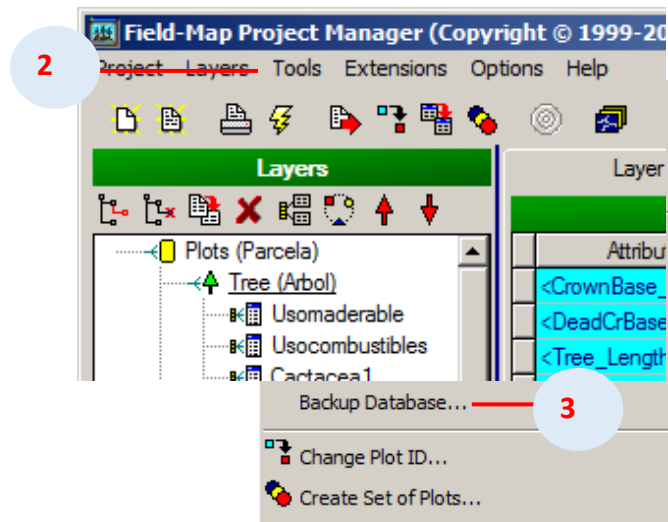 Field-Map Project Manager (Copyright © 1999-20
2
Project Layers Tools Extensions Options Help
Layers
Layer
Plots (Parcela)
Attribu
Tree (Arbol)
<CrownBase_
Usomaderable
<DeadCrBase
Usocombustibles
<Tree_Length
Cactacea1
Backup Database...
3
Change Plot ID...
Create Set of Plots...